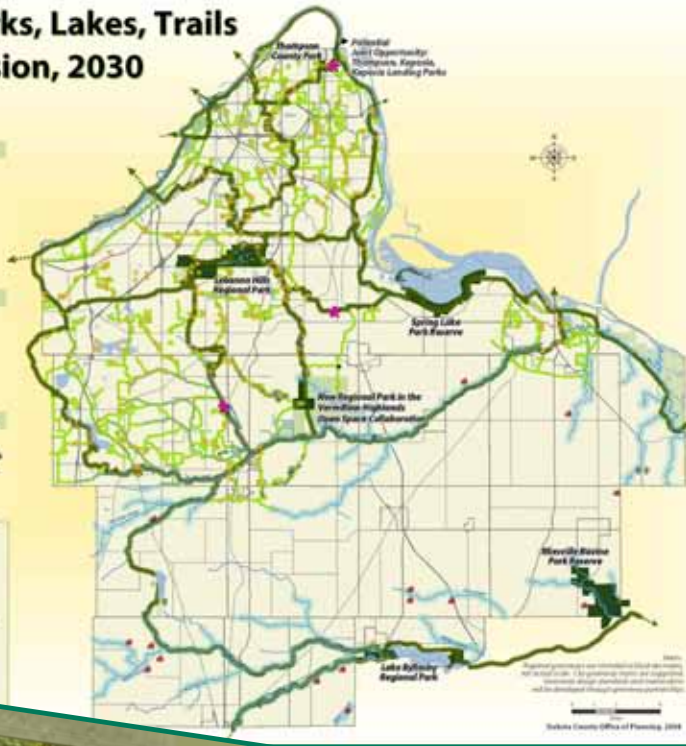 rks, Lakes, Trails
sion, 2030
Thompson
County Park
Potential
Joint Opportunity:
Thompson, Kaposia,
Kaposia Landing Parks
Lebanon Hills
Regional Park
Spring Lake
Park Reserve
New Regional Park in the
Vermillion Highlands
Open Space Collaboration
Miesville Ravine
Park Reserve
Lake Byllesby
Regional Park
Dakota County Office of Planning, 2008